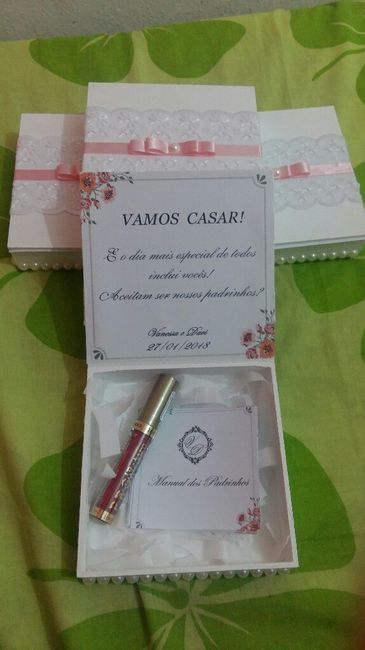 VAMOS CASAR!
E o dia mais especial de todos
inclui vocês!
Aceitam ser nossos padrinhos?
Vanessa e Davi
27/01/2018
V D
Manual dos Padrinhos